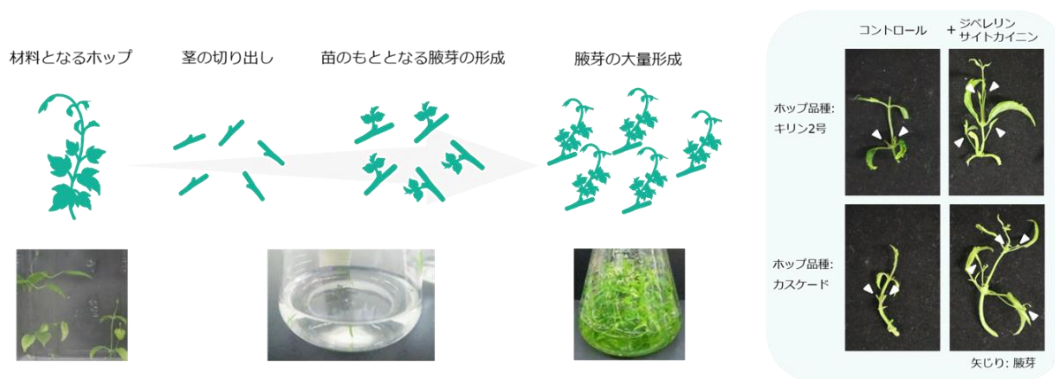 材料となるホップ
茎の切り出し
苗のもととなる腋芽の形成
腋芽の大量形成
コントロール
+ ジベレリン
サイトカイニン
ホップ品種:
キリン2号
ホップ品種:
カスケード
矢じり: 腋芽